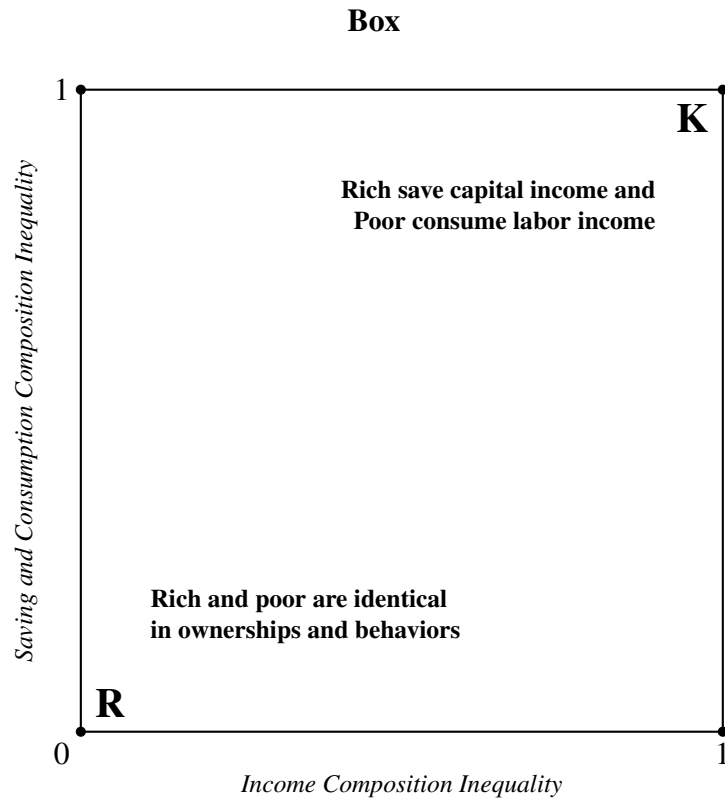 Box
1
K
Rich save capital income and
Poor consume labor income
Saving and Consumption Composition Inequality
Rich and poor are identical
in ownerships and behaviors
R
0
1
Income Composition Inequality